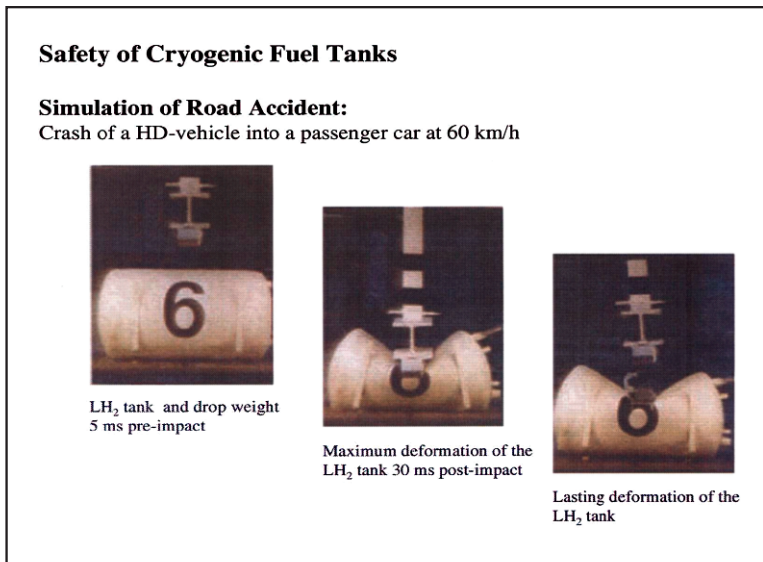 Safety of Cryogenic Fuel Tanks
Simulation of Road Accident:
Crash of a HD-vehicle into a passenger car at 60 km/h
6
LH₂ tank and drop weight
5 ms pre-impact
6
Maximum deformation of the
LH₂ tank 30 ms post-impact
6
Lasting deformation of the
LH₂ tank